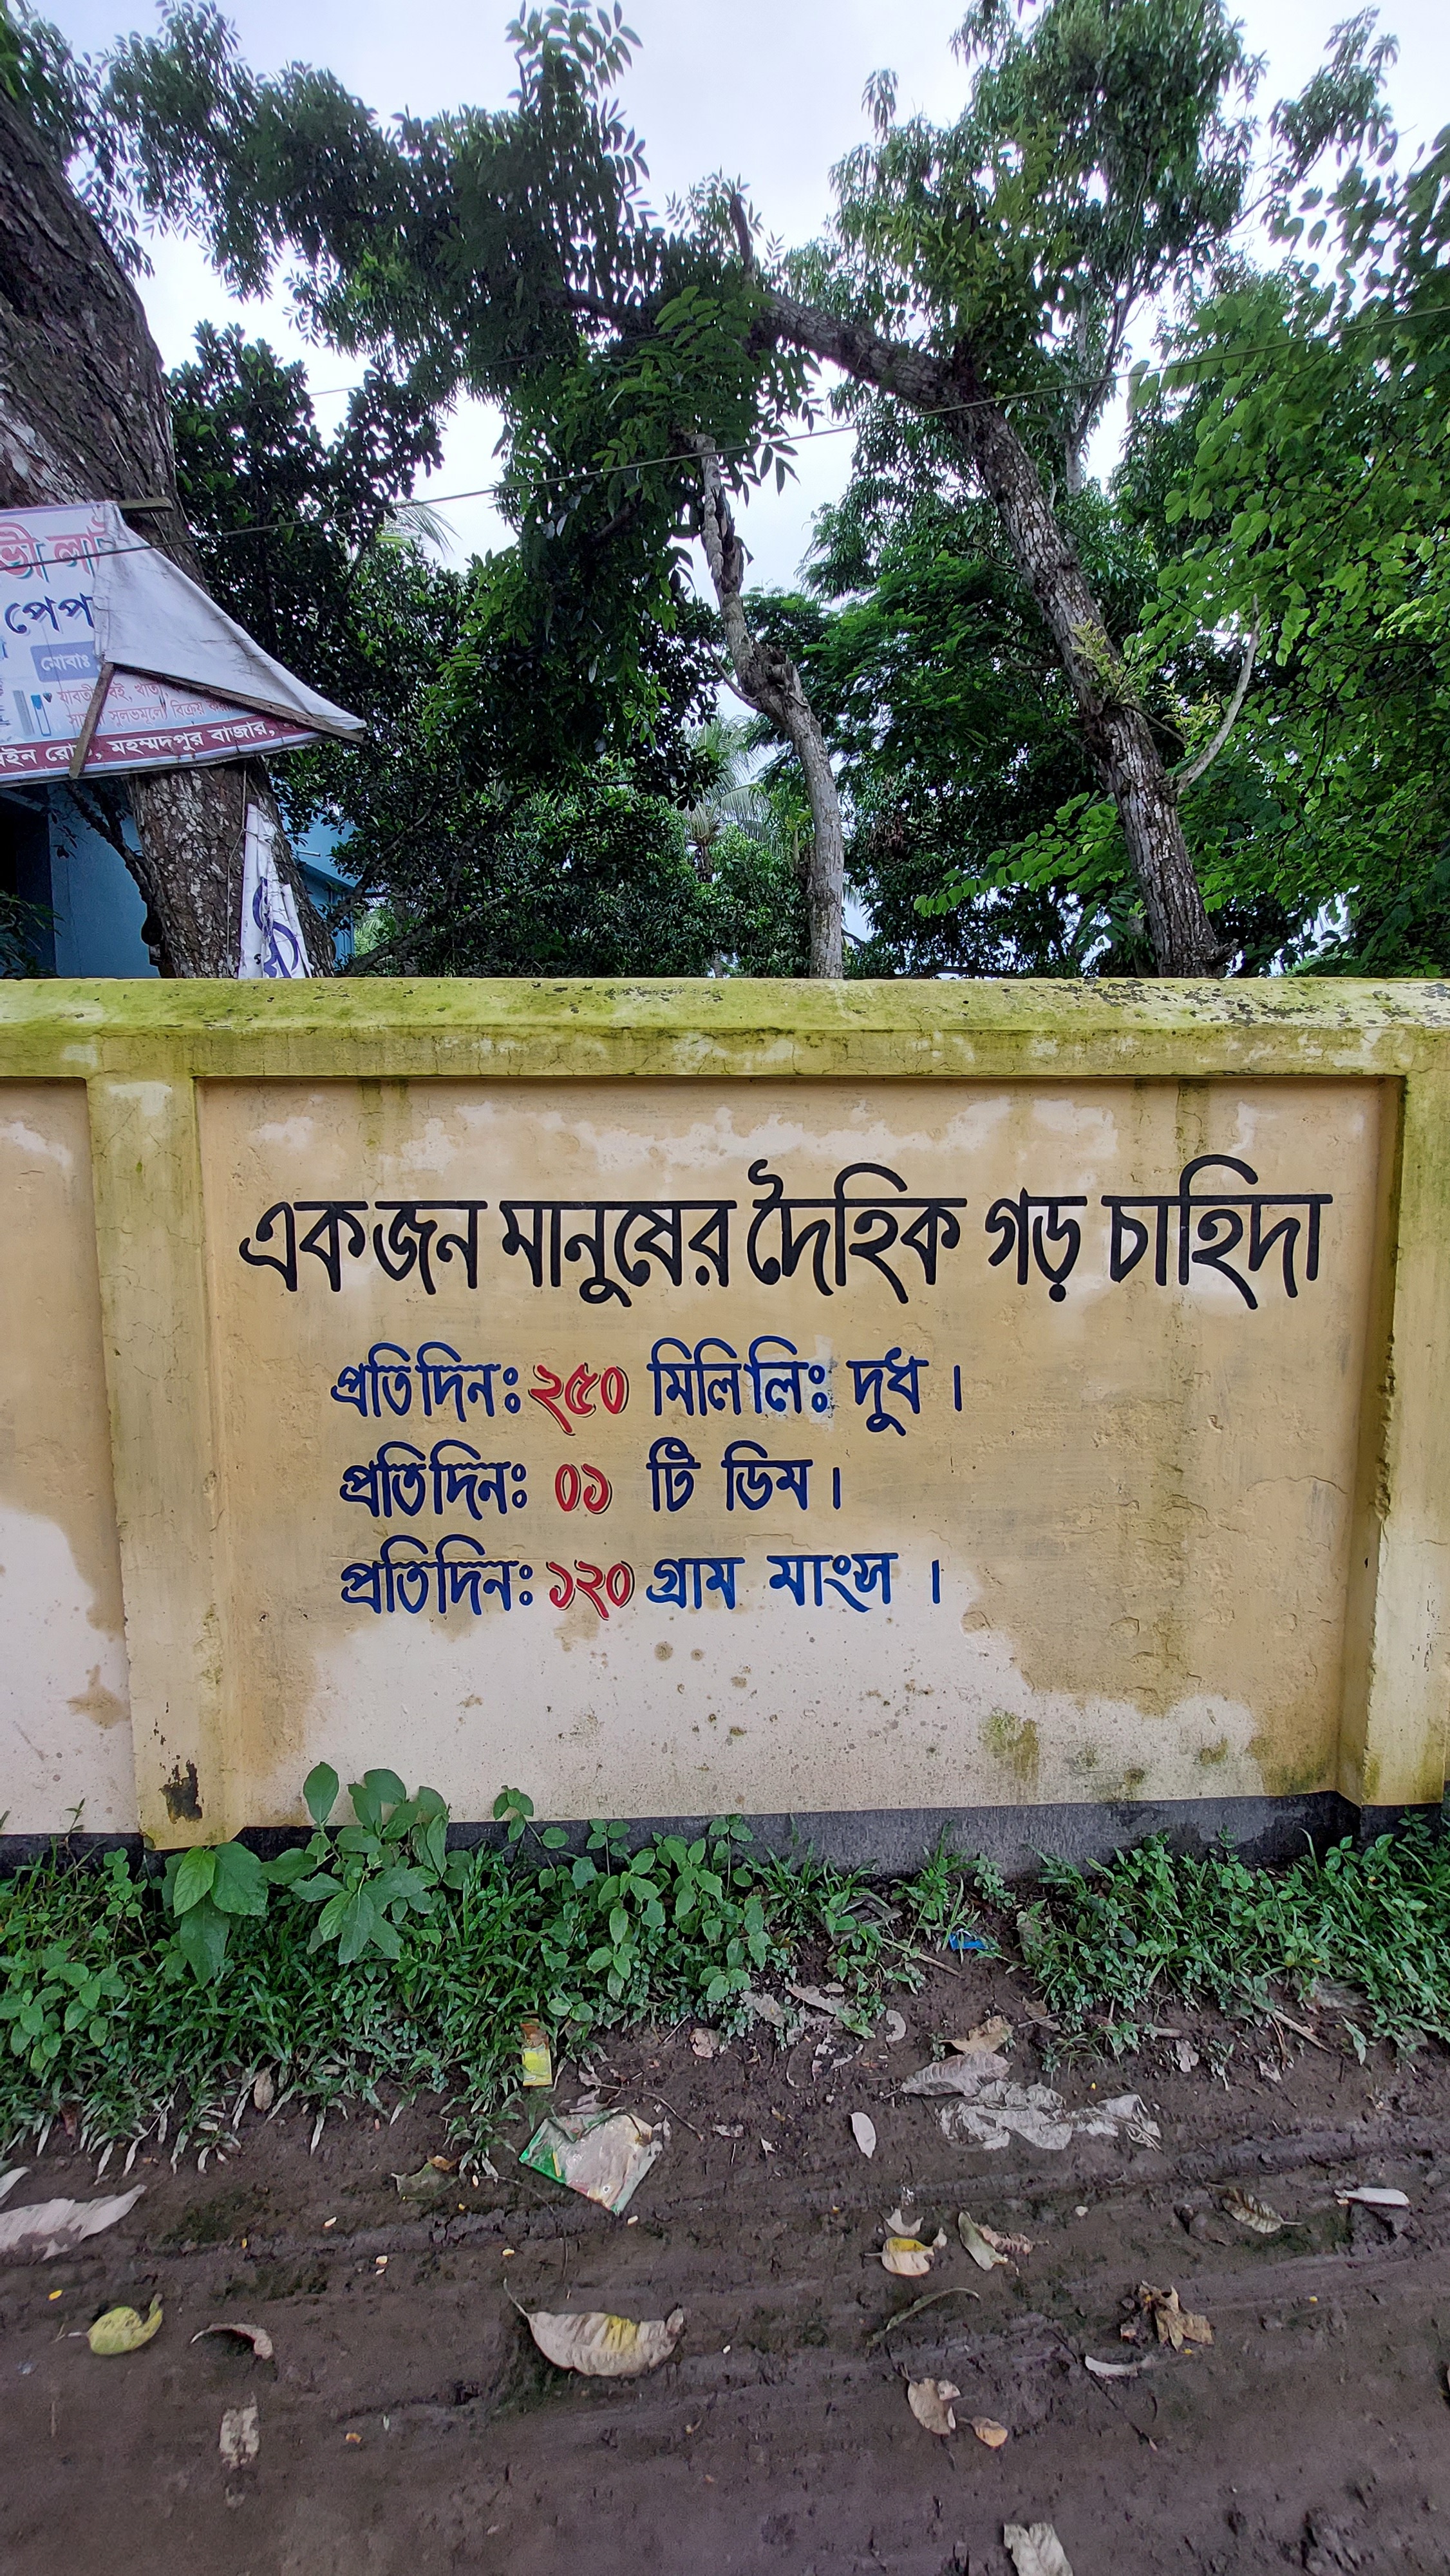 পেপ
মোবাঃ
মহম্মদপুর বাজার,
একজন মানুষের দৈহিক গড় চাহিদা
প্রতিদিনঃ ২৫০ মিলিলিঃ দুধ ।
প্রতিদিনঃ ০১ টি ডিম ।
প্রতিদিনঃ ১২০ গ্রাম মাংস ।